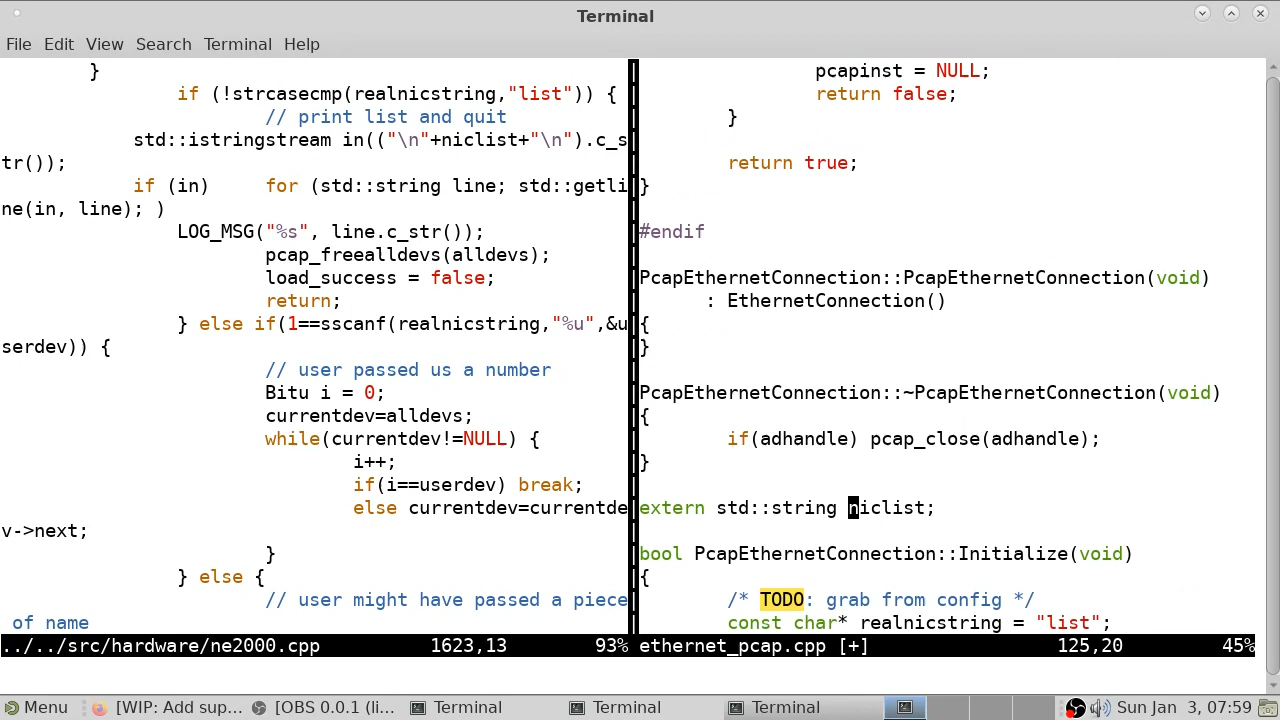 Terminal
File Edit View Search Terminal Help
}
if (!strcasecmp(realnicstring,"list")) {
// print list and quit
std::istringstream in(("\n"+niclist+"\n").c_s
tr());
if (in) for (std::string line; std::getli
ne(in, line); )
LOG_MSG("%s", line.c_str());
pcap_freealldevs(alldevs);
load_success = false;
return;
} else if(1==sscanf(realnicstring,"%u",&u
serdev)) {
// user passed us a number
Bitu i = 0;
currentdev=alldevs;
while(currentdev!=NULL) {
i++;
if(i==userdev) break;
else currentdev=currentde
v->next;
}
} else {
// user might have passed a piece
of name
../../src/hardware/ne2000.cpp 1623,13 93%
pcapinst = NULL;
return false;
}
return true;
}
#endif
PcapEthernetConnection::PcapEthernetConnection(void)
: EthernetConnection()
{
}
PcapEthernetConnection::~PcapEthernetConnection(void)
{
if(adhandle) pcap_close(adhandle);
}
extern std::string niclist;
bool PcapEthernetConnection::Initialize(void)
{
/* TODO: grab from config */
const char* realnicstring = "list";
ethernet_pcap.cpp [+] 125,20 45%
Menu [WIP: Add sup... [OBS 0.0.1 (li... Terminal Terminal Terminal Sun Jan 3, 07:59